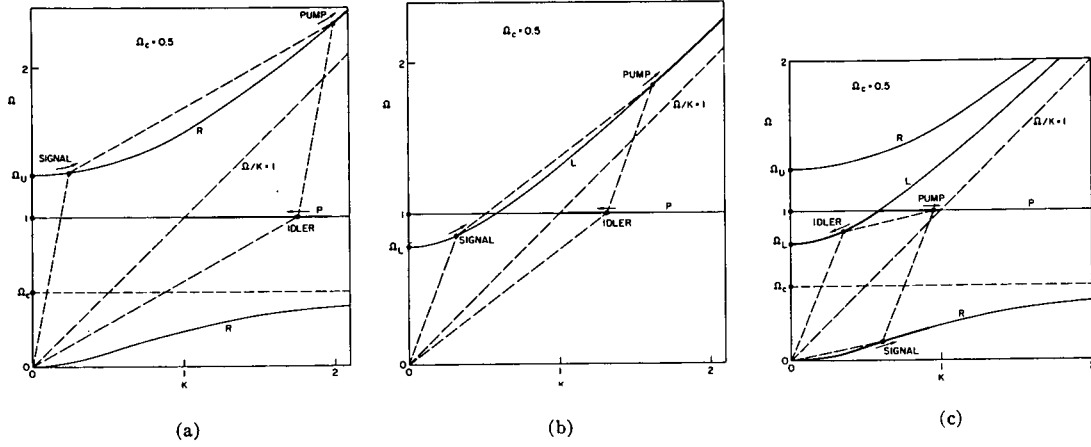 PUMP
Ω_c = 0.5
2
Ω
R
SIGNAL
Ω_U
Ω/K=1
1
P
IDLER
Ω_c
R
0
0
1
K
2
(a)
Ω_c = 0.5
2
PUMP
Ω
Ω/K=1
L
1
P
IDLER
SIGNAL
Ω_L
0
0
1
K
2
(b)
2
Ω_c = 0.5
Ω
Ω/K=1
R
Ω_U
L
PUMP
1
P
IDLER
Ω_L
Ω_c
R
SIGNAL
0
0
1
K
(c)